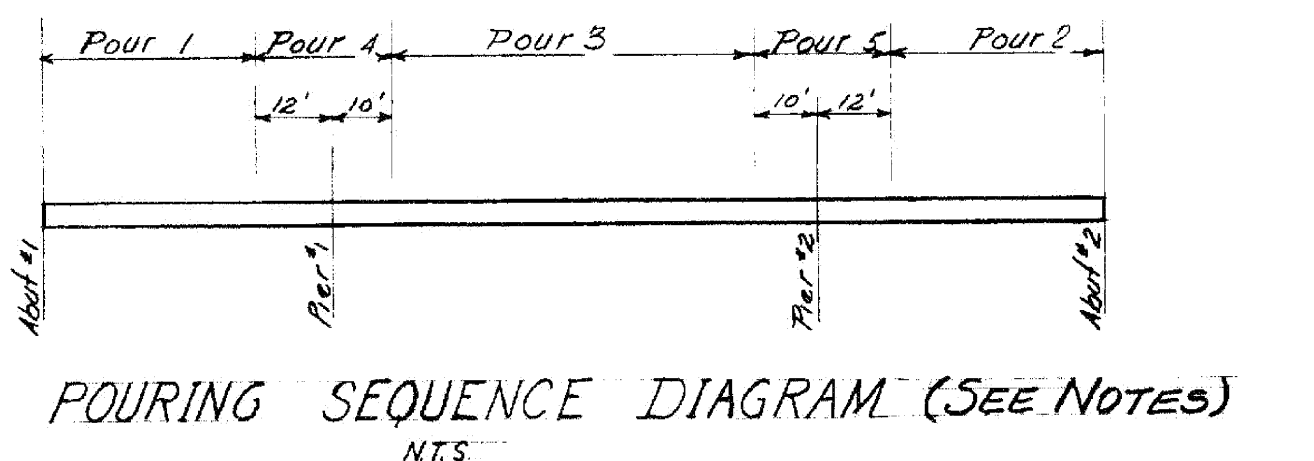 Pour 1 Pour 4 Pour 3 Pour 5 Pour 2
12' 10' 10' 12'
Abut #1 Pier #1 Pier #2 Abut #2
POURING SEQUENCE DIAGRAM (SEE NOTES)
N.T.S.